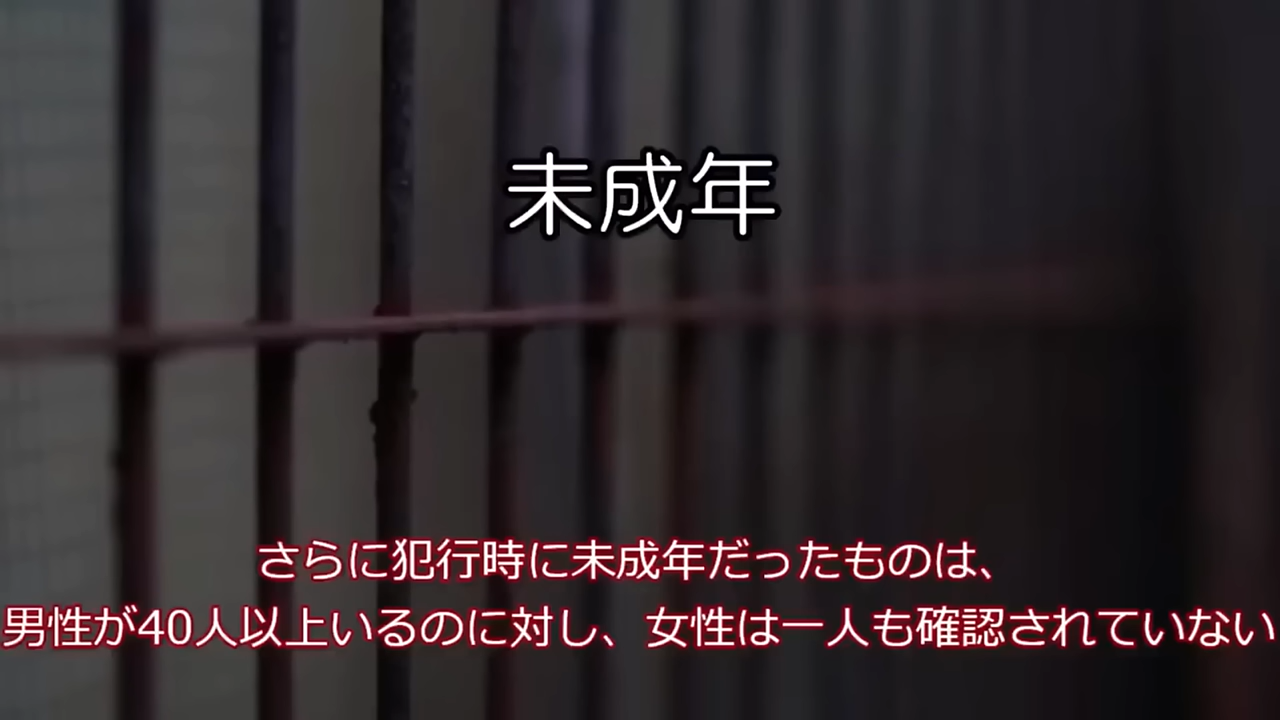 未成年
さらに犯行時に未成年だったものは、
男性が40人以上いるのに対し、女性は一人も確認されていない